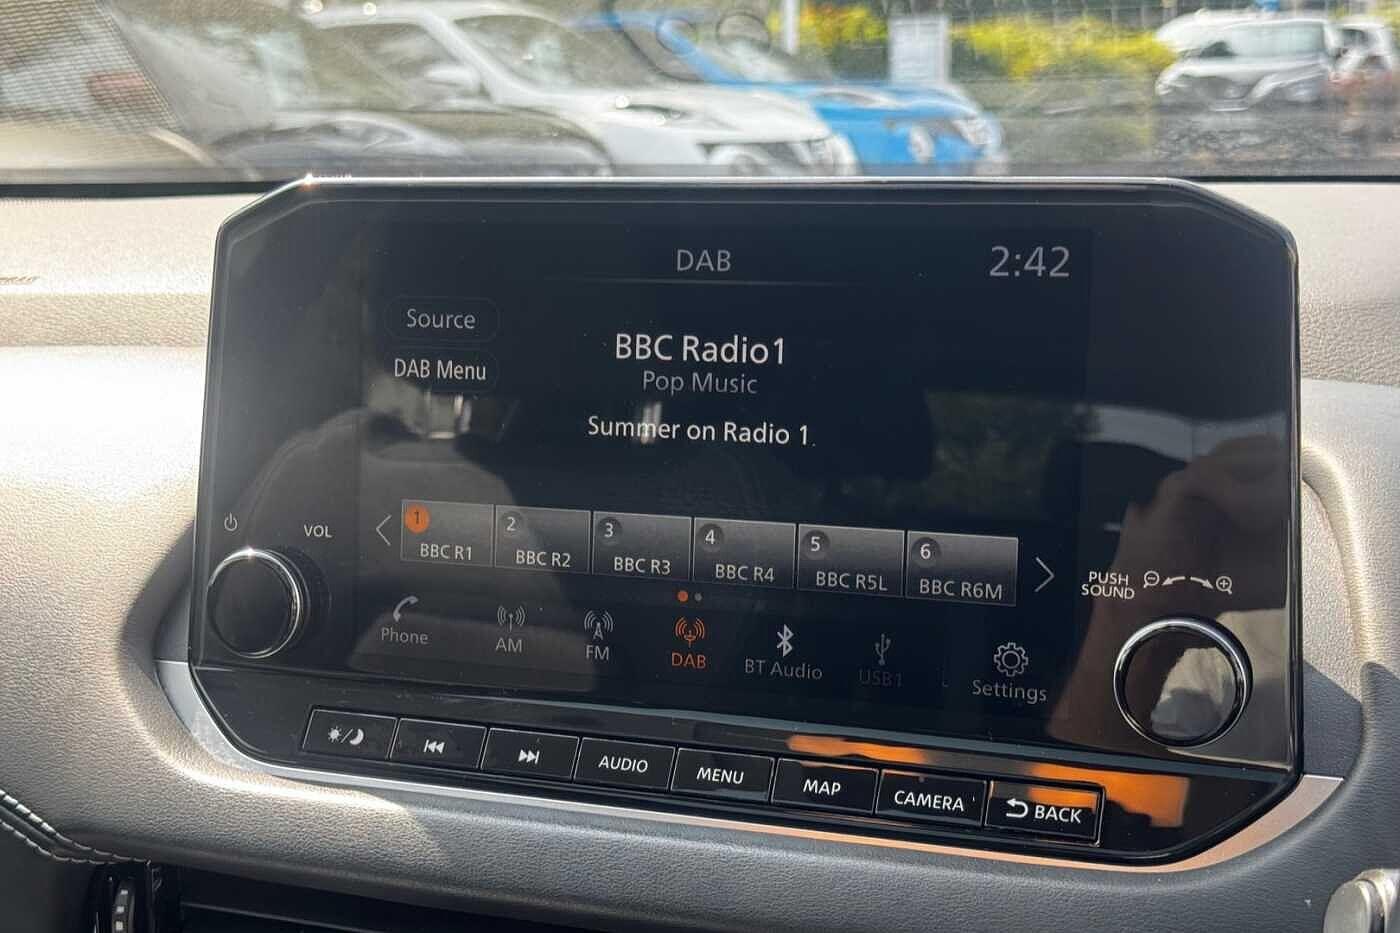 DAB
2:42
Source
BBC Radio1
DAB Menu
Pop Music
Summer on Radio 1.
VOL
1
2
3
4
5
6
BBC R1
BBC R2
BBC R3
BBC R4
BBC R5L
BBC R6M
PUSH
SOUND
Phone
AM
FM
DAB
BT Audio
USB1
Settings
AUDIO
MENU
MAP
CAMERA
BACK